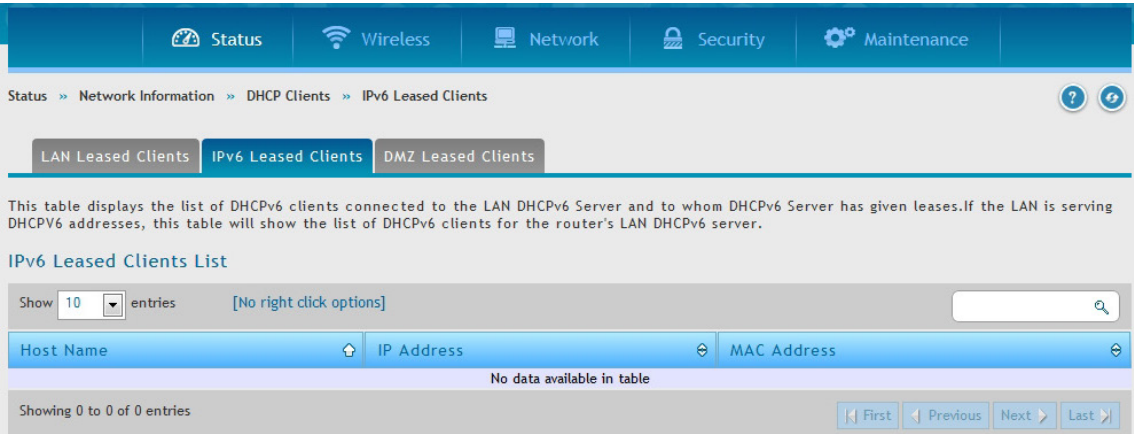 Status Wireless Network Security Maintenance
Status » Network Information » DHCP Clients » IPv6 Leased Clients ?
LAN Leased Clients IPv6 Leased Clients DMZ Leased Clients
This table displays the list of DHCPv6 clients connected to the LAN DHCPv6 Server and to whom DHCPv6 Server has given leases.If the LAN is serving
DHCPV6 addresses, this table will show the list of DHCPv6 clients for the router's LAN DHCPv6 server.
IPv6 Leased Clients List
Show 10 entries [No right click options]
Host Name IP Address MAC Address
No data available in table
Showing 0 to 0 of 0 entries First Previous Next Last